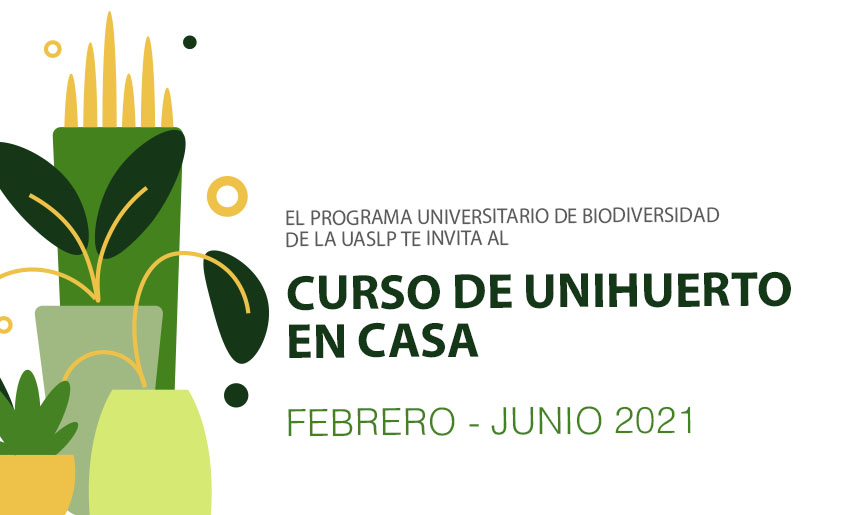 EL PROGRAMA UNIVERSITARIO DE BIODIVERSIDAD
DE LA UASLP TE INVITA AL
CURSO DE UNIHUERTO
EN CASA
FEBRERO - JUNIO 2021